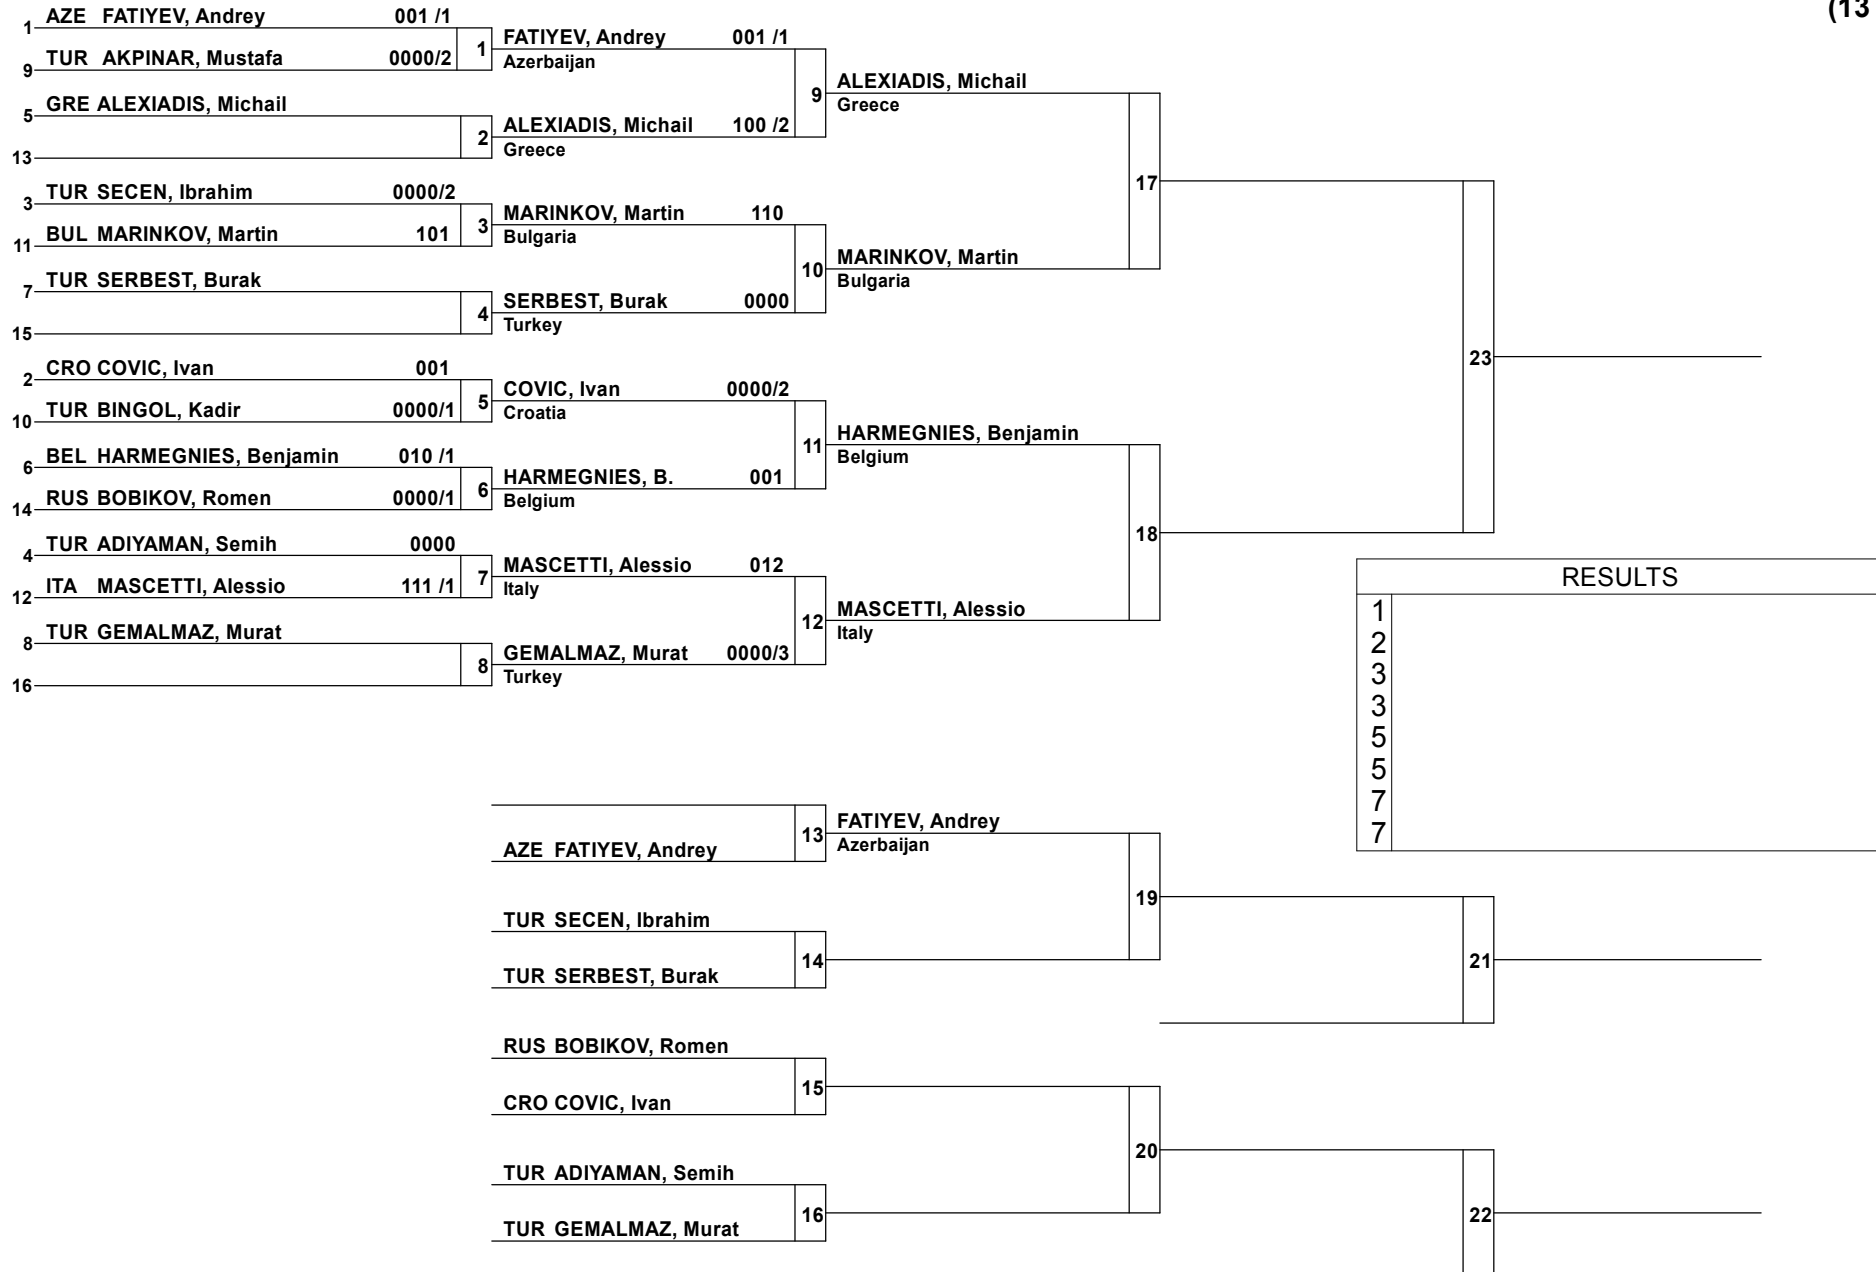 (13
1 AZE FATIYEV, Andrey 001 /1
9 TUR AKPINAR, Mustafa 0000/2
1 FATIYEV, Andrey 001 /1
Azerbaijan
5 GRE ALEXIADIS, Michail
13
2 ALEXIADIS, Michail 100 /2
Greece
9 ALEXIADIS, Michail
Greece
3 TUR SECEN, Ibrahim 0000/2
11 BUL MARINKOV, Martin 101
3 MARINKOV, Martin 110
Bulgaria
7 TUR SERBEST, Burak
15
4 SERBEST, Burak 0000
Turkey
10 MARINKOV, Martin
Bulgaria
17
2 CRO COVIC, Ivan 001
10 TUR BINGOL, Kadir 0000/1
5 COVIC, Ivan 0000/2
Croatia
6 BEL HARMEGNIES, Benjamin 010 /1
14 RUS BOBIKOV, Romen 0000/1
6 HARMEGNIES, B. 001
Belgium
11 HARMEGNIES, Benjamin
Belgium
4 TUR ADIYAMAN, Semih 0000
12 ITA MASCETTI, Alessio 111 /1
7 MASCETTI, Alessio 012
Italy
8 TUR GEMALMAZ, Murat
16
8 GEMALMAZ, Murat 0000/3
Turkey
12 MASCETTI, Alessio
Italy
18
23
RESULTS
1
2
3
3
5
5
7
7
AZE FATIYEV, Andrey
13 FATIYEV, Andrey
Azerbaijan
TUR SECEN, Ibrahim
TUR SERBEST, Burak
14
19
21
RUS BOBIKOV, Romen
CRO COVIC, Ivan
15
TUR ADIYAMAN, Semih
TUR GEMALMAZ, Murat
16
20
22